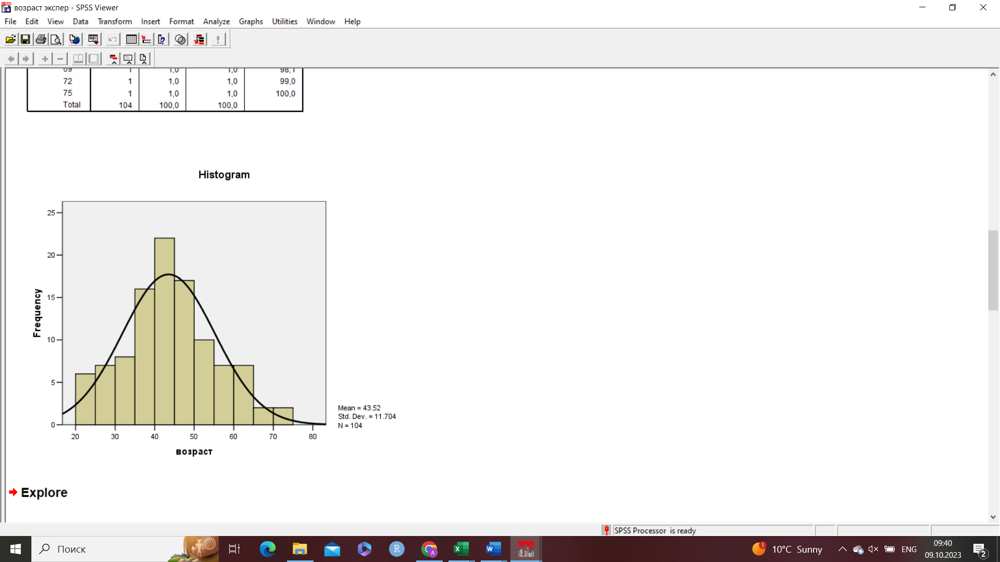 возраст экспер - SPSS Viewer
File Edit View Data Transform Insert Format Analyze Graphs Utilities Window Help
69 1 1,0 1,0 98,1
72 1 1,0 1,0 99,0
75 1 1,0 1,0 100,0
Total 104 100,0 100,0
Histogram
25
20
15
10
5
0
Frequency
20 30 40 50 60 70 80
возраст
Mean = 43.52
Std. Dev. = 11.704
N = 104
Explore
SPSS Processor is ready
Поиск
10°C Sunny
ENG
09:40
09.10.2023
2